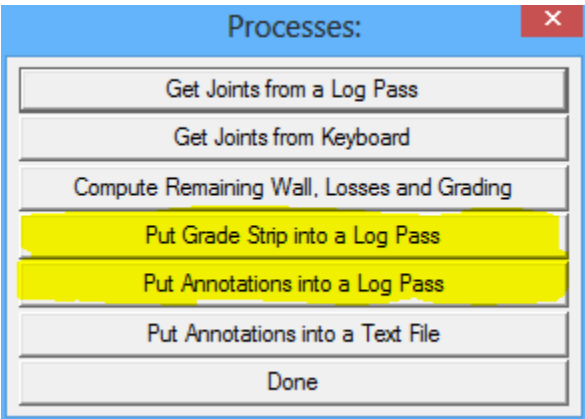 Processes:
Get Joints from a Log Pass
Get Joints from Keyboard
Compute Remaining Wall, Losses and Grading
Put Grade Strip into a Log Pass
Put Annotations into a Log Pass
Put Annotations into a Text File
Done